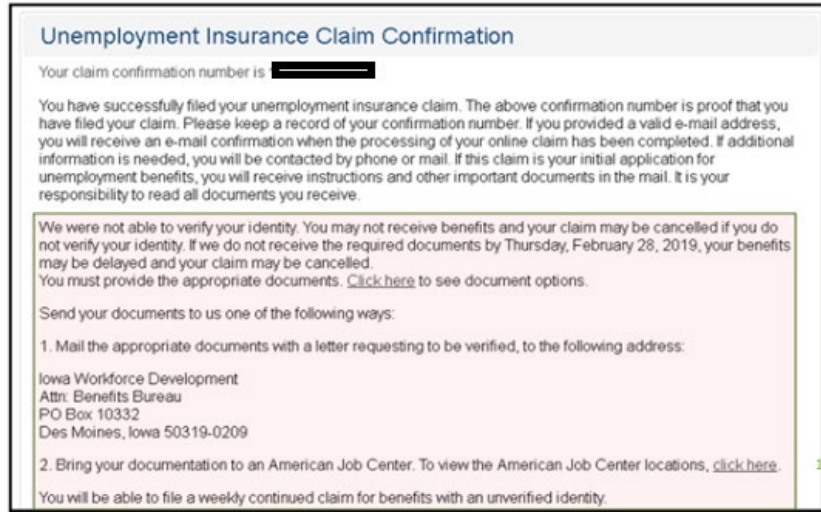 Unemployment Insurance Claim Confirmation
Your claim confirmation number is
You have successfully filed your unemployment insurance claim. The above confirmation number is proof that you
have filed your claim. Please keep a record of your confirmation number. If you provided a valid e-mail address,
you will receive an e-mail confirmation when the processing of your online claim has been completed. If additional
information is needed, you will be contacted by phone or mail. If this claim is your initial application for
unemployment benefits, you will receive instructions and other important documents in the mail. It is your
responsibility to read all documents you receive.
We were not able to verify your identity. You may not receive benefits and your claim may be cancelled if you do
not verify your identity. If we do not receive the required documents by Thursday, February 28, 2019, your benefits
may be delayed and your claim may be cancelled.
You must provide the appropriate documents. Click here to see document options.
Send your documents to us one of the following ways:
1. Mail the appropriate documents with a letter requesting to be verified, to the following address:
Iowa Workforce Development
Attn: Benefits Bureau
PO Box 10332
Des Moines, Iowa 50319-0209
2. Bring your documentation to an American Job Center. To view the American Job Center locations, click here.
1
You will be able to file a weekly continued claim for benefits with an unverified identity.